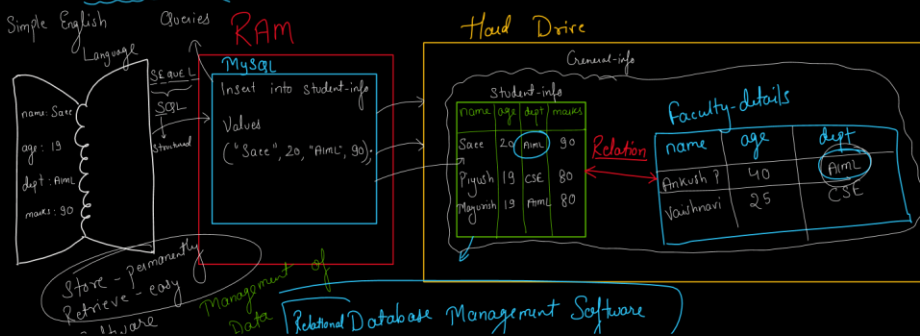 Simple English
Language
Queries
RAM
Hard Drive
General-info
name: Saee
age: 19
dept: AIML
marks: 90
SEQUEL
SQL
Structured
MySQL
Insert into student-info
Values
("Saee", 20, "AIML", 90);
Student-info
name age dept marks
Saee 20 AIML 90
Piyush 19 CSE 80
Mayurish 19 AIML 80
Relation
Faculty-details
name age dept
Ankush P 40 AIML
Vaishnavi 25 CSE
Store - permanently
Retrieve - easy
Management of
Data
Relational Database Management Software